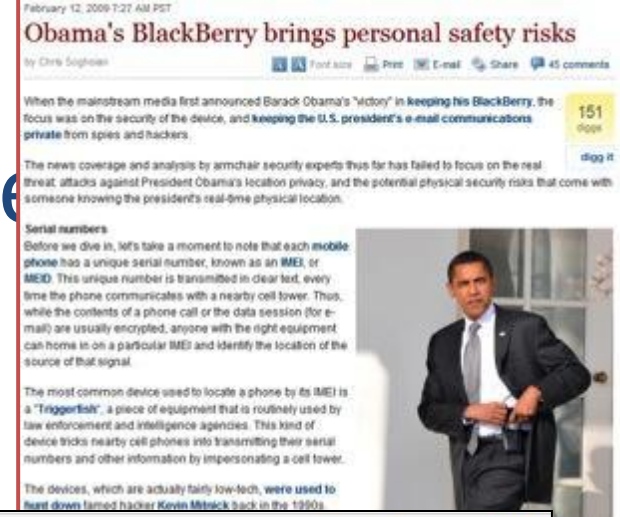 February 12, 2009 7:27 AM PST
Obama's BlackBerry brings personal safety risks
by Chris Soghoian
Font size Print E-mail Share 45 comments
When the mainstream media first announced Barack Obama's "victory" in keeping his BlackBerry, the
focus was on the security of the device, and keeping the U.S. president's e-mail communications
private from spies and hackers.
151
diggs
digg it
The news coverage and analysis by armchair security experts thus far has failed to focus on the real
threat: attacks against President Obama's location privacy, and the potential physical security risks that come with
someone knowing the president's real-time physical location.
Serial numbers
Before we dive in, let's take a moment to note that each mobile
phone has a unique serial number, known as an IMEI, or
MEID. This unique number is transmitted in clear text, every
time the phone communicates with a nearby cell tower. Thus,
while the contents of a phone call or the data session (for e-
mail) are usually encrypted, anyone with the right equipment
can home in on a particular IMEI and identify the location of the
source of that signal.
The most common device used to locate a phone by its IMEI is
a "Triggerfish", a piece of equipment that is routinely used by
law enforcement and intelligence agencies. This kind of
device tricks nearby cell phones into transmitting their serial
numbers and other information by impersonating a cell tower.
The devices, which are actually fairly low-tech, were used to
hunt down famed hacker Kevin Mitnick back in the 1990s.